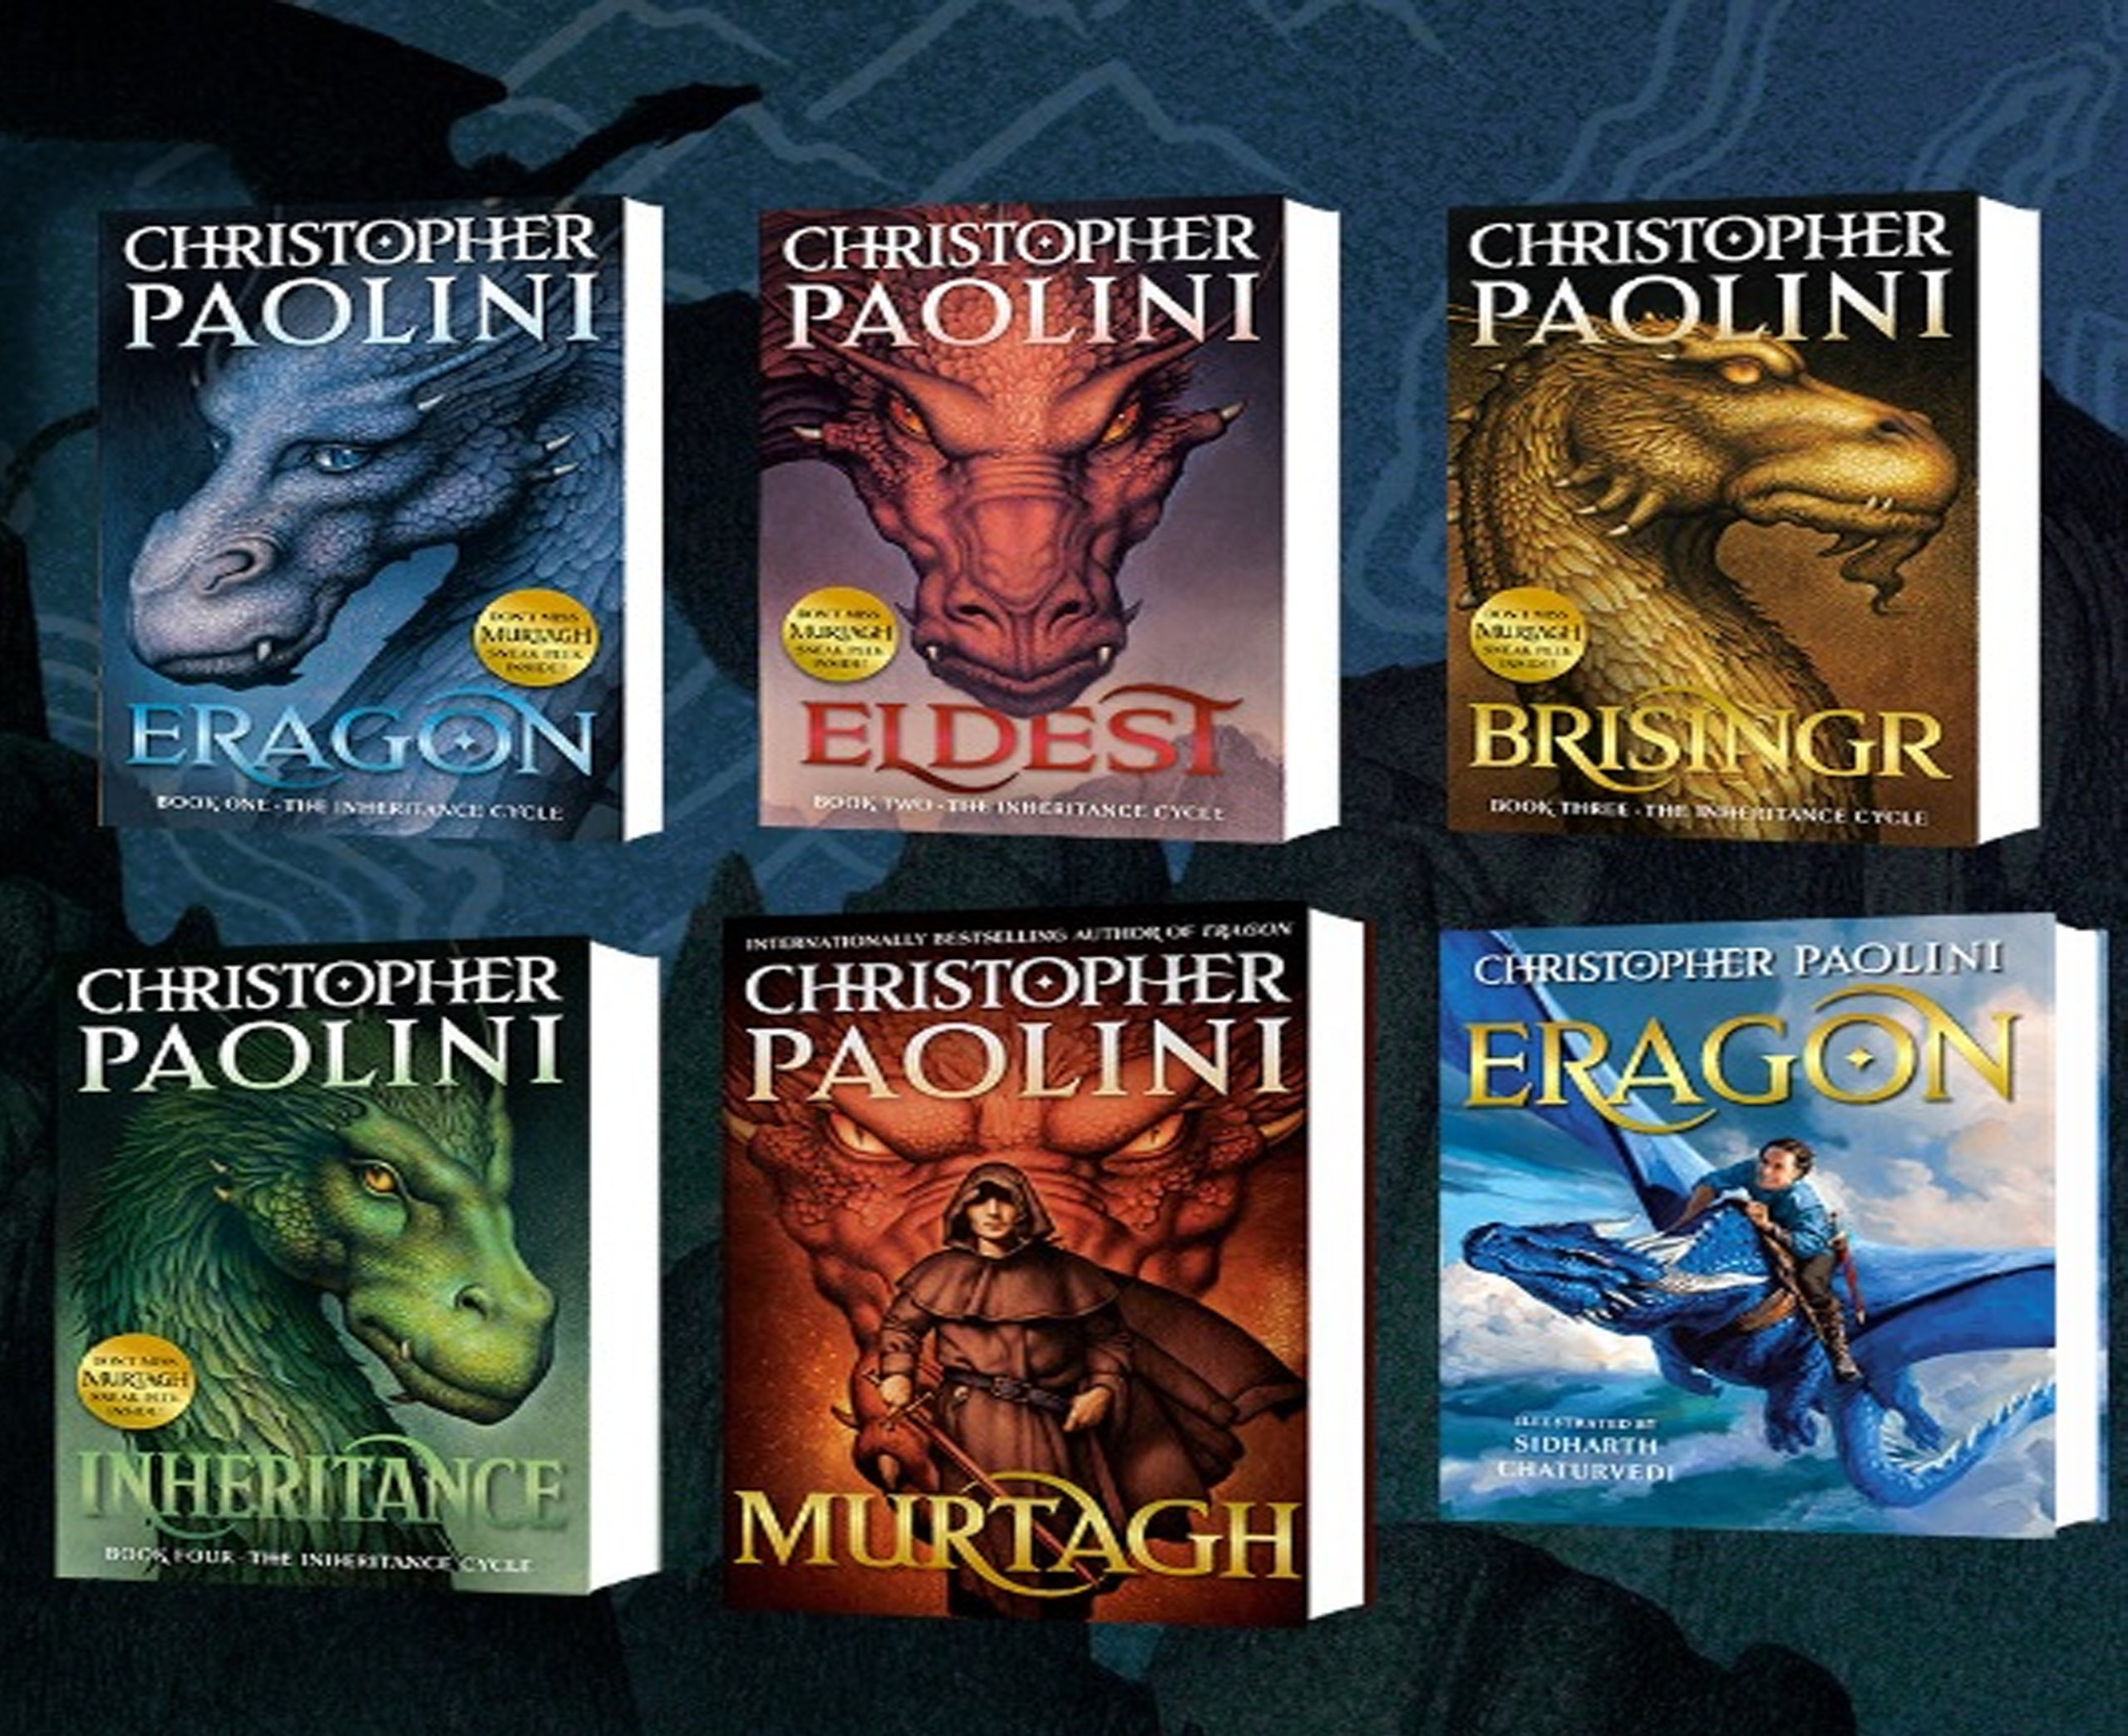 CHRISTOPHER
PAOLINI
DON'T MISS
MURTAGH
SNEAK PEEK
INSIDE!
ERAGON
BOOK ONE · THE INHERITANCE CYCLE
CHRISTOPHER
PAOLINI
DON'T MISS
MURTAGH
SNEAK PEEK
INSIDE!
ELDEST
BOOK TWO · THE INHERITANCE CYCLE
CHRISTOPHER
PAOLINI
DON'T MISS
MURTAGH
SNEAK PEEK
INSIDE!
BRISINGR
BOOK THREE · THE INHERITANCE CYCLE
CHRISTOPHER
PAOLINI
DON'T MISS
MURTAGH
SNEAK PEEK
INSIDE!
INHERITANCE
BOOK FOUR · THE INHERITANCE CYCLE
INTERNATIONALLY BESTSELLING AUTHOR OF ERAGON
CHRISTOPHER
PAOLINI
MURTAGH
CHRISTOPHER PAOLINI
ERAGON
ILLUSTRATED BY
SIDHARTH
CHATURVEDI